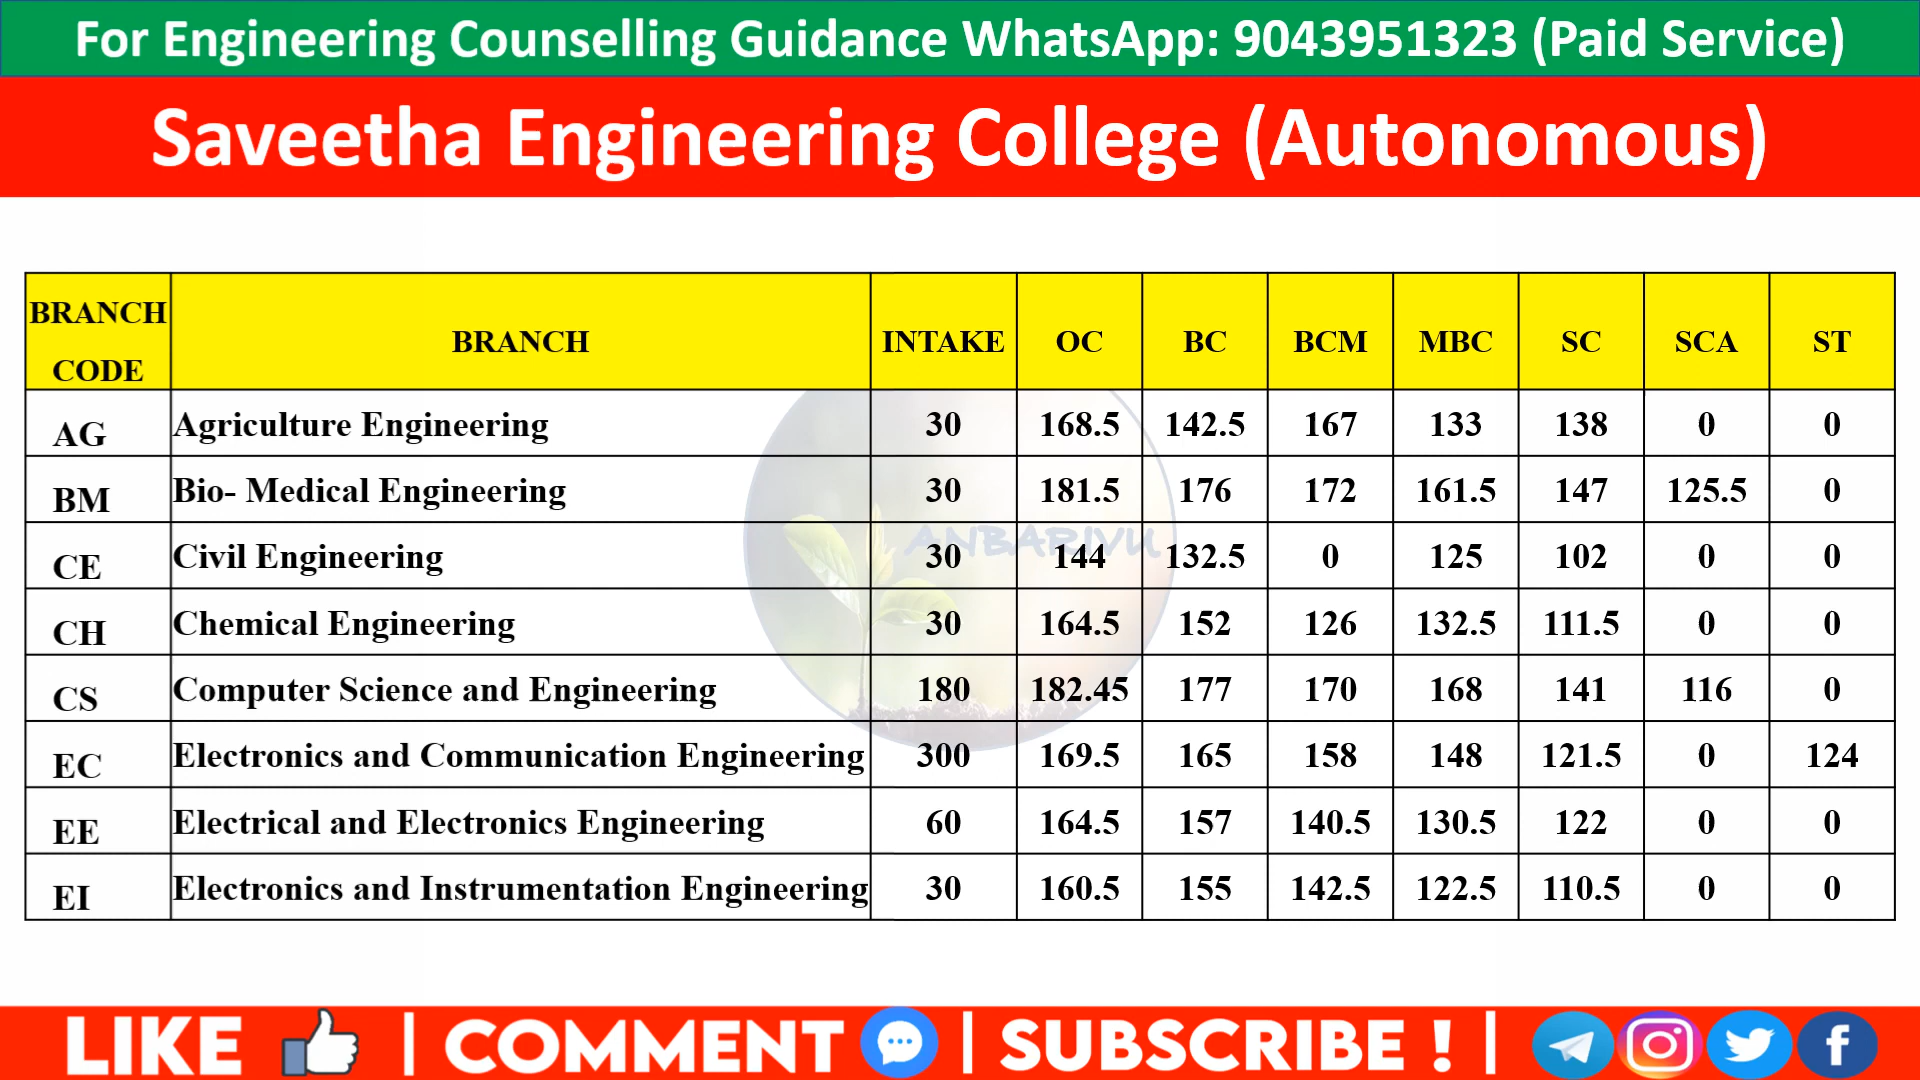 For Engineering Counselling Guidance WhatsApp: 9043951323 (Paid Service)
Saveetha Engineering College (Autonomous)
BRANCH CODE BRANCH INTAKE OC BC BCM MBC SC SCA ST
AG Agriculture Engineering 30 168.5 142.5 167 133 138 0 0
BM Bio- Medical Engineering 30 181.5 176 172 161.5 147 125.5 0
ANBARIVU
CE Civil Engineering 30 144 132.5 0 125 102 0 0
CH Chemical Engineering 30 164.5 152 126 132.5 111.5 0 0
CS Computer Science and Engineering 180 182.45 177 170 168 141 116 0
EC Electronics and Communication Engineering 300 169.5 165 158 148 121.5 0 124
EE Electrical and Electronics Engineering 60 164.5 157 140.5 130.5 122 0 0
EI Electronics and Instrumentation Engineering 30 160.5 155 142.5 122.5 110.5 0 0
LIKE | COMMENT | SUBSCRIBE ! |